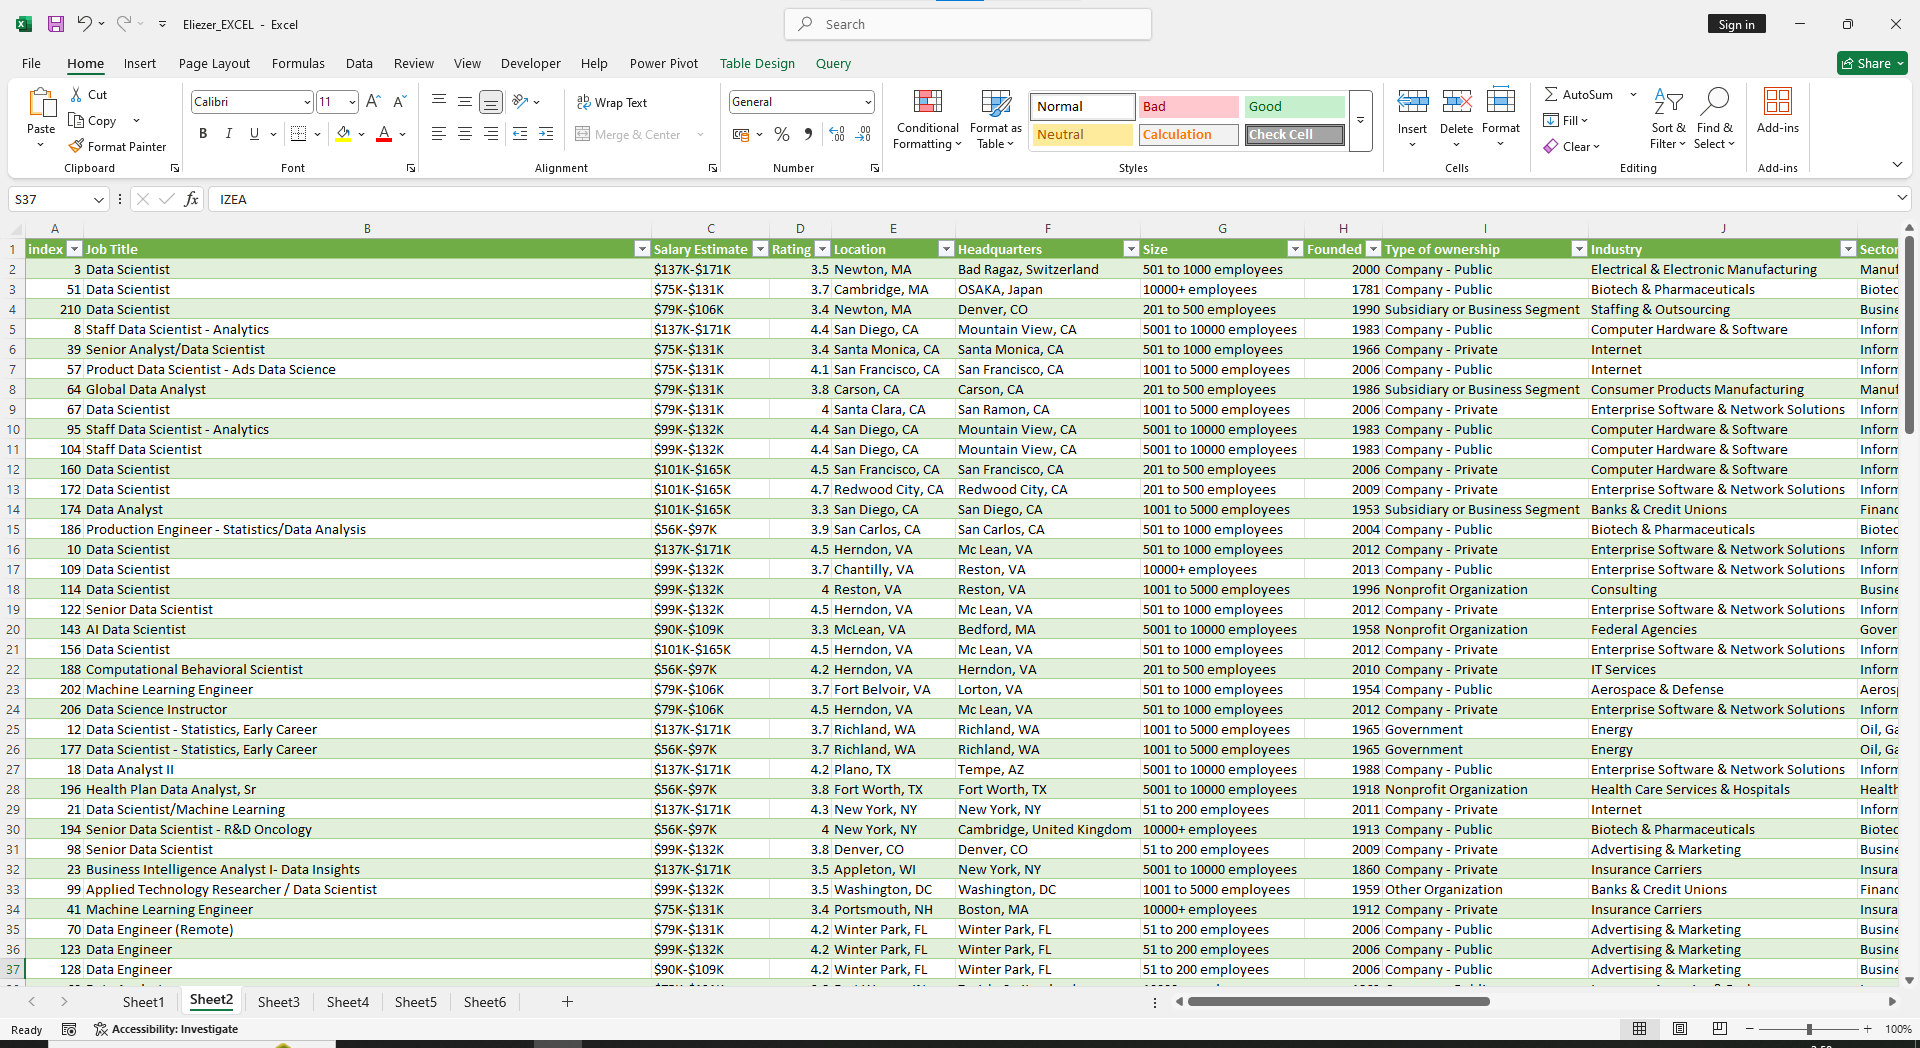 Eliezer_EXCEL - Excel
Search
Sign in
File Home Insert Page Layout Formulas Data Review View Developer Help Power Pivot Table Design Query
Share
Paste
Cut
Copy
Format Painter
Clipboard
Calibri 11
B I U
A
Font
Wrap Text
Merge & Center
Alignment
General
%
Number
Conditional Formatting
Format as Table
Normal Bad Good
Neutral Calculation Check Cell
Styles
Insert Delete Format
Cells
AutoSum
Fill
Clear
Sort & Filter
Find & Select
Editing
Add-ins
Add-ins
S37 fx IZEA
A B C D E F G H I J
1 index Job Title Salary Estimate Rating Location Headquarters Size Founded Type of ownership Industry Sector
2 3 Data Scientist $137K-$171K 3.5 Newton, MA Bad Ragaz, Switzerland 501 to 1000 employees 2000 Company - Public Electrical & Electronic Manufacturing Manuf
3 51 Data Scientist $75K-$131K 3.7 Cambridge, MA OSAKA, Japan 10000+ employees 1781 Company - Public Biotech & Pharmaceuticals Biotec
4 210 Data Scientist $79K-$106K 3.4 Newton, MA Denver, CO 201 to 500 employees 1990 Subsidiary or Business Segment Staffing & Outsourcing Busine
5 8 Staff Data Scientist - Analytics $137K-$171K 4.4 San Diego, CA Mountain View, CA 5001 to 10000 employees 1983 Company - Public Computer Hardware & Software Inform
6 39 Senior Analyst/Data Scientist $75K-$131K 3.4 Santa Monica, CA Santa Monica, CA 501 to 1000 employees 1966 Company - Private Internet Inform
7 57 Product Data Scientist - Ads Data Science $75K-$131K 4.1 San Francisco, CA San Francisco, CA 1001 to 5000 employees 2006 Company - Public Internet Inform
8 64 Global Data Analyst $79K-$131K 3.8 Carson, CA Carson, CA 201 to 500 employees 1986 Subsidiary or Business Segment Consumer Products Manufacturing Manuf
9 67 Data Scientist $79K-$131K 4 Santa Clara, CA San Ramon, CA 1001 to 5000 employees 2006 Company - Private Enterprise Software & Network Solutions Inform
10 95 Staff Data Scientist - Analytics $99K-$132K 4.4 San Diego, CA Mountain View, CA 5001 to 10000 employees 1983 Company - Public Computer Hardware & Software Inform
11 104 Staff Data Scientist $99K-$132K 4.4 San Diego, CA Mountain View, CA 5001 to 10000 employees 1983 Company - Public Computer Hardware & Software Inform
12 160 Data Scientist $101K-$165K 4.5 San Francisco, CA San Francisco, CA 201 to 500 employees 2006 Company - Private Computer Hardware & Software Inform
13 172 Data Scientist $101K-$165K 4.7 Redwood City, CA Redwood City, CA 201 to 500 employees 2009 Company - Private Enterprise Software & Network Solutions Inform
14 174 Data Analyst $101K-$165K 3.3 San Diego, CA San Diego, CA 1001 to 5000 employees 1953 Subsidiary or Business Segment Banks & Credit Unions Financ
15 186 Production Engineer - Statistics/Data Analysis $56K-$97K 3.9 San Carlos, CA San Carlos, CA 501 to 1000 employees 2004 Company - Public Biotech & Pharmaceuticals Biotec
16 10 Data Scientist $137K-$171K 4.5 Herndon, VA Mc Lean, VA 501 to 1000 employees 2012 Company - Private Enterprise Software & Network Solutions Inform
17 109 Data Scientist $99K-$132K 3.7 Chantilly, VA Reston, VA 10000+ employees 2013 Company - Public Enterprise Software & Network Solutions Inform
18 114 Data Scientist $99K-$132K 4 Reston, VA Reston, VA 1001 to 5000 employees 1996 Nonprofit Organization Consulting Busine
19 122 Senior Data Scientist $99K-$132K 4.5 Herndon, VA Mc Lean, VA 501 to 1000 employees 2012 Company - Private Enterprise Software & Network Solutions Inform
20 143 AI Data Scientist $90K-$109K 3.3 McLean, VA Bedford, MA 5001 to 10000 employees 1958 Nonprofit Organization Federal Agencies Gover
21 156 Data Scientist $101K-$165K 4.5 Herndon, VA Mc Lean, VA 501 to 1000 employees 2012 Company - Private Enterprise Software & Network Solutions Inform
22 188 Computational Behavioral Scientist $56K-$97K 4.2 Herndon, VA Herndon, VA 201 to 500 employees 2010 Company - Private IT Services Inform
23 202 Machine Learning Engineer $79K-$106K 3.7 Fort Belvoir, VA Lorton, VA 501 to 1000 employees 1954 Company - Public Aerospace & Defense Aerosp
24 206 Data Science Instructor $79K-$106K 4.5 Herndon, VA Mc Lean, VA 501 to 1000 employees 2012 Company - Private Enterprise Software & Network Solutions Inform
25 12 Data Scientist - Statistics, Early Career $137K-$171K 3.7 Richland, WA Richland, WA 1001 to 5000 employees 1965 Government Energy Oil, Ga
26 177 Data Scientist - Statistics, Early Career $56K-$97K 3.7 Richland, WA Richland, WA 1001 to 5000 employees 1965 Government Energy Oil, Ga
27 18 Data Analyst II $137K-$171K 4.2 Plano, TX Tempe, AZ 5001 to 10000 employees 1988 Company - Public Enterprise Software & Network Solutions Inform
28 196 Health Plan Data Analyst, Sr $56K-$97K 3.8 Fort Worth, TX Fort Worth, TX 5001 to 10000 employees 1918 Nonprofit Organization Health Care Services & Hospitals Health
29 21 Data Scientist/Machine Learning $137K-$171K 4.3 New York, NY New York, NY 51 to 200 employees 2011 Company - Private Internet Inform
30 194 Senior Data Scientist - R&D Oncology $56K-$97K 4 New York, NY Cambridge, United Kingdom 10000+ employees 1913 Company - Public Biotech & Pharmaceuticals Biotec
31 98 Senior Data Scientist $99K-$132K 3.8 Denver, CO Denver, CO 51 to 200 employees 2009 Company - Public Advertising & Marketing Busine
32 23 Business Intelligence Analyst I- Data Insights $137K-$171K 3.5 Appleton, WI New York, NY 5001 to 10000 employees 1860 Company - Public Insurance Carriers Insura
33 99 Applied Technology Researcher / Data Scientist $99K-$132K 3.5 Washington, DC Washington, DC 1001 to 5000 employees 1959 Other Organization Banks & Credit Unions Financ
34 41 Machine Learning Engineer $75K-$131K 3.4 Portsmouth, NH Boston, MA 10000+ employees 1912 Company - Private Insurance Carriers Insura
35 70 Data Engineer (Remote) $79K-$131K 4.2 Winter Park, FL Winter Park, FL 51 to 200 employees 2006 Company - Public Advertising & Marketing Busine
36 123 Data Engineer $99K-$132K 4.2 Winter Park, FL Winter Park, FL 51 to 200 employees 2006 Company - Public Advertising & Marketing Busine
37 128 Data Engineer $90K-$109K 4.2 Winter Park, FL Winter Park, FL 51 to 200 employees 2006 Company - Public Advertising & Marketing Busine
Sheet1 Sheet2 Sheet3 Sheet4 Sheet5 Sheet6
Ready Accessibility: Investigate 100%